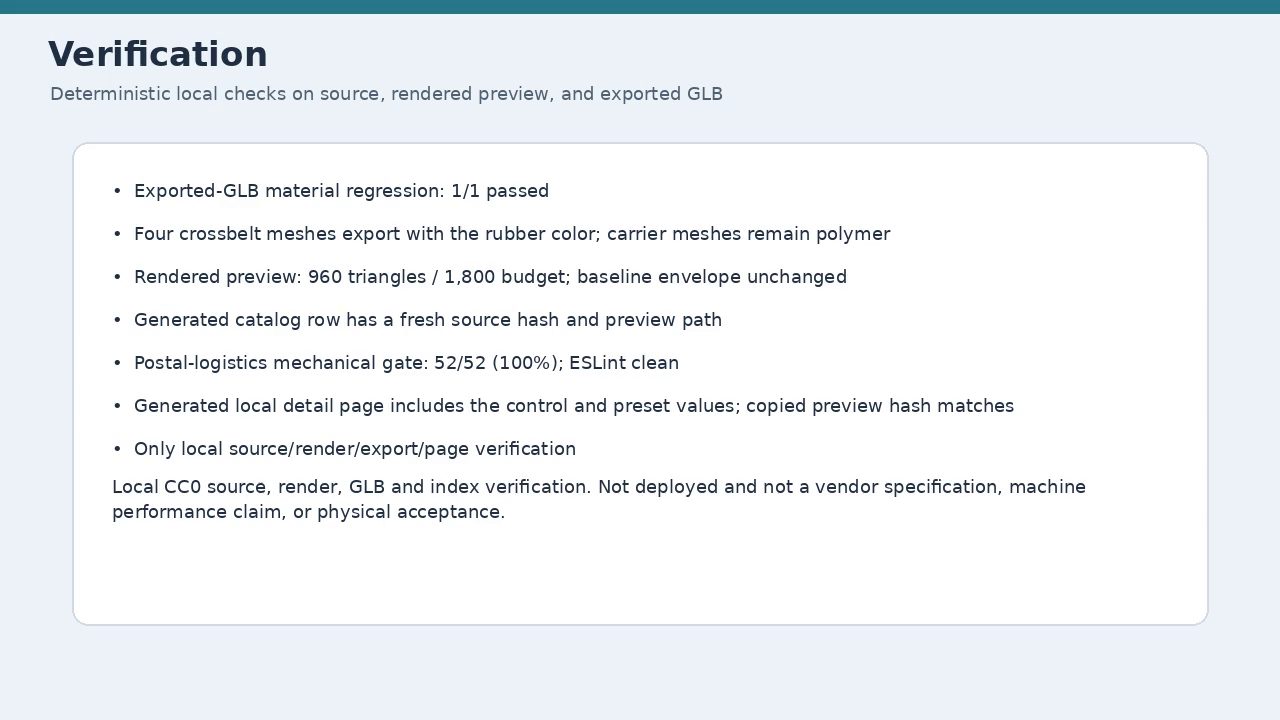 Verification
Deterministic local checks on source, rendered preview, and exported GLB
• Exported-GLB material regression: 1/1 passed
• Four crossbelt meshes export with the rubber color; carrier meshes remain polymer
• Rendered preview: 960 triangles / 1,800 budget; baseline envelope unchanged
• Generated catalog row has a fresh source hash and preview path
• Postal-logistics mechanical gate: 52/52 (100%); ESLint clean
• Generated local detail page includes the control and preset values; copied preview hash matches
• Only local source/render/export/page verification
Local CC0 source, render, GLB and index verification. Not deployed and not a vendor specification, machine
performance claim, or physical acceptance.